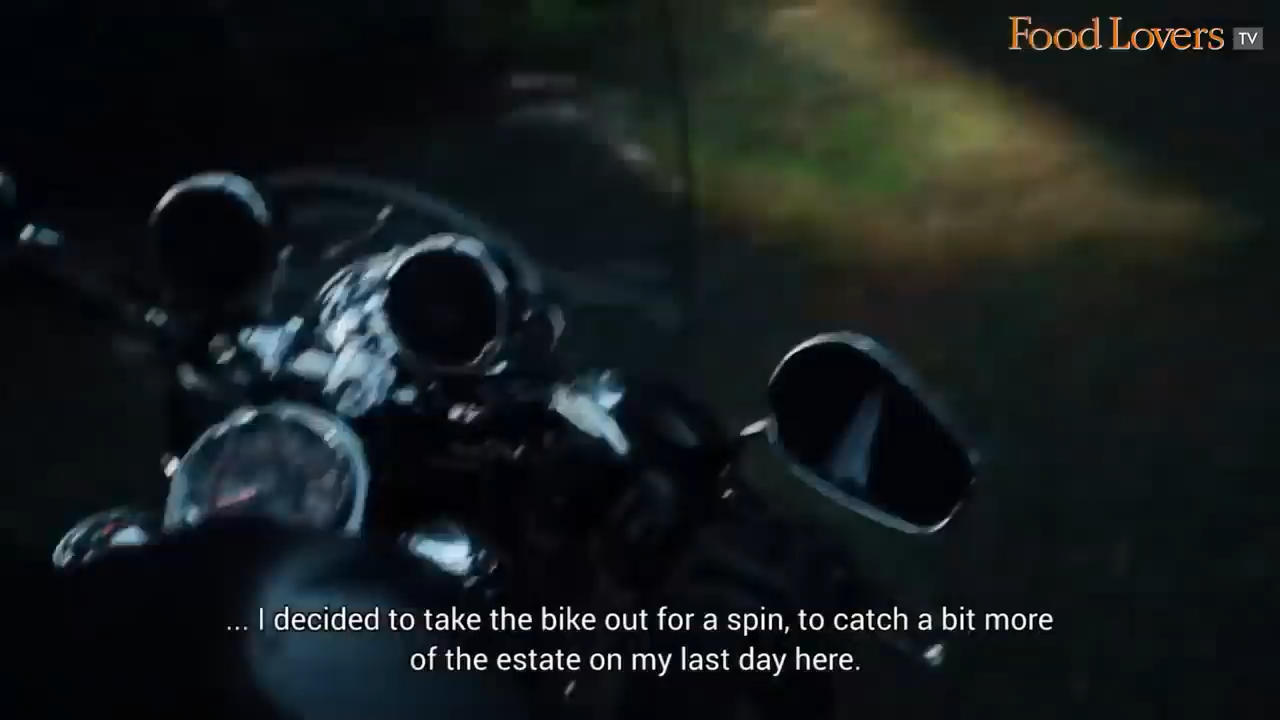 Food Lovers TV
... I decided to take the bike out for a spin, to catch a bit more
of the estate on my last day here.